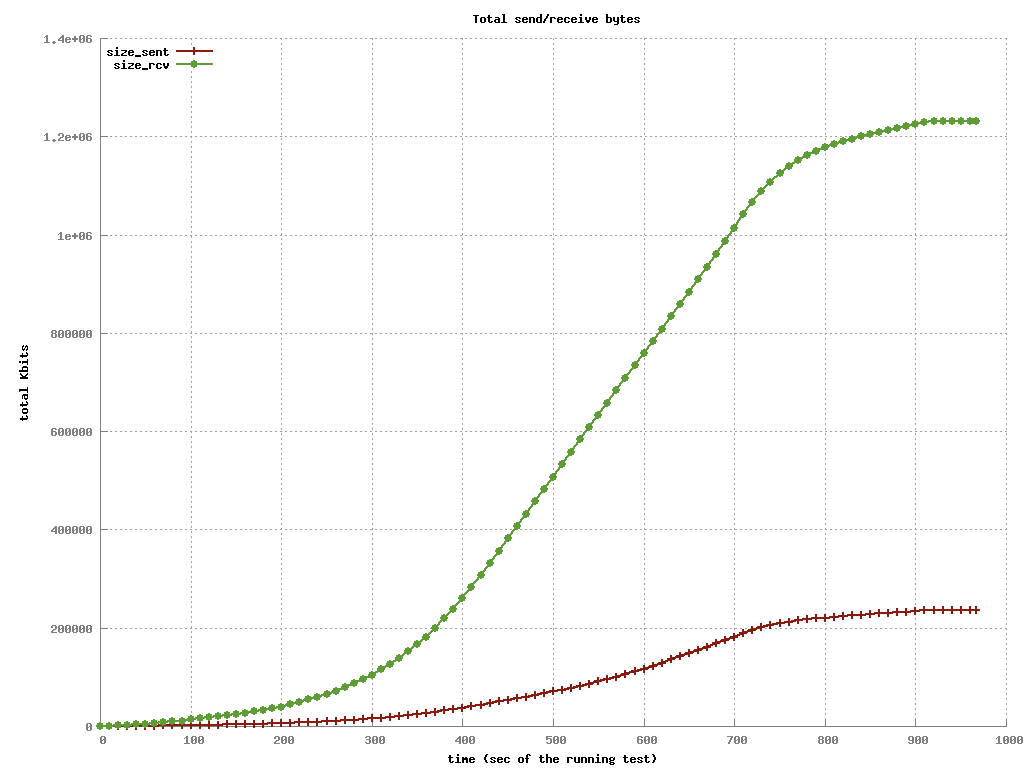 Total send/receive bytes
1.4e+06
size_sent
size_rcv
1.2e+06
1e+06
800000
total Kbits
600000
400000
200000
0
0 100 200 300 400 500 600 700 800 900 1000
time (sec of the running test)